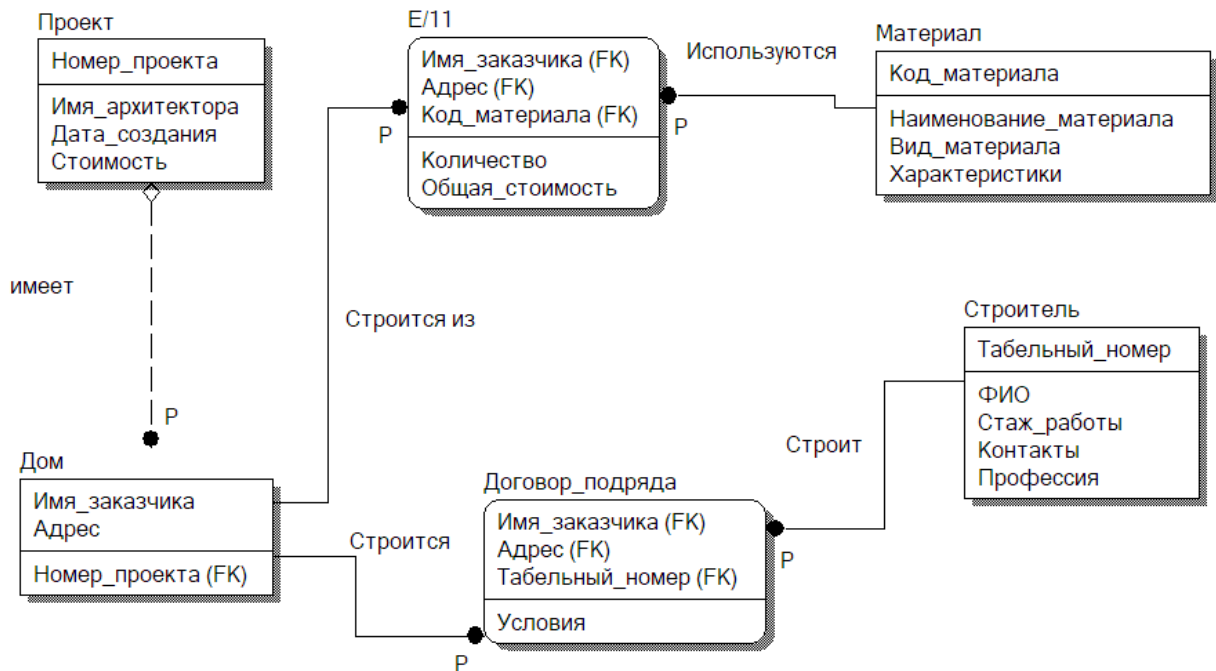 Проект
Номер_проекта
Имя_архитектора
Дата_создания
Стоимость
E/11
Имя_заказчика (FK)
Адрес (FK)
Код_материала (FK)
Количество
Общая_стоимость
P
Используются
P
Материал
Код_материала
Наименование_материала
Вид_материала
Характеристики
имеет
P
Строится из
Дом
Имя_заказчика
Адрес
Номер_проекта (FK)
Строится
P
Договор_подряда
Имя_заказчика (FK)
Адрес (FK)
Табельный_номер (FK)
Условия
Строит
P
Строитель
Табельный_номер
ФИО
Стаж_работы
Контакты
Профессия